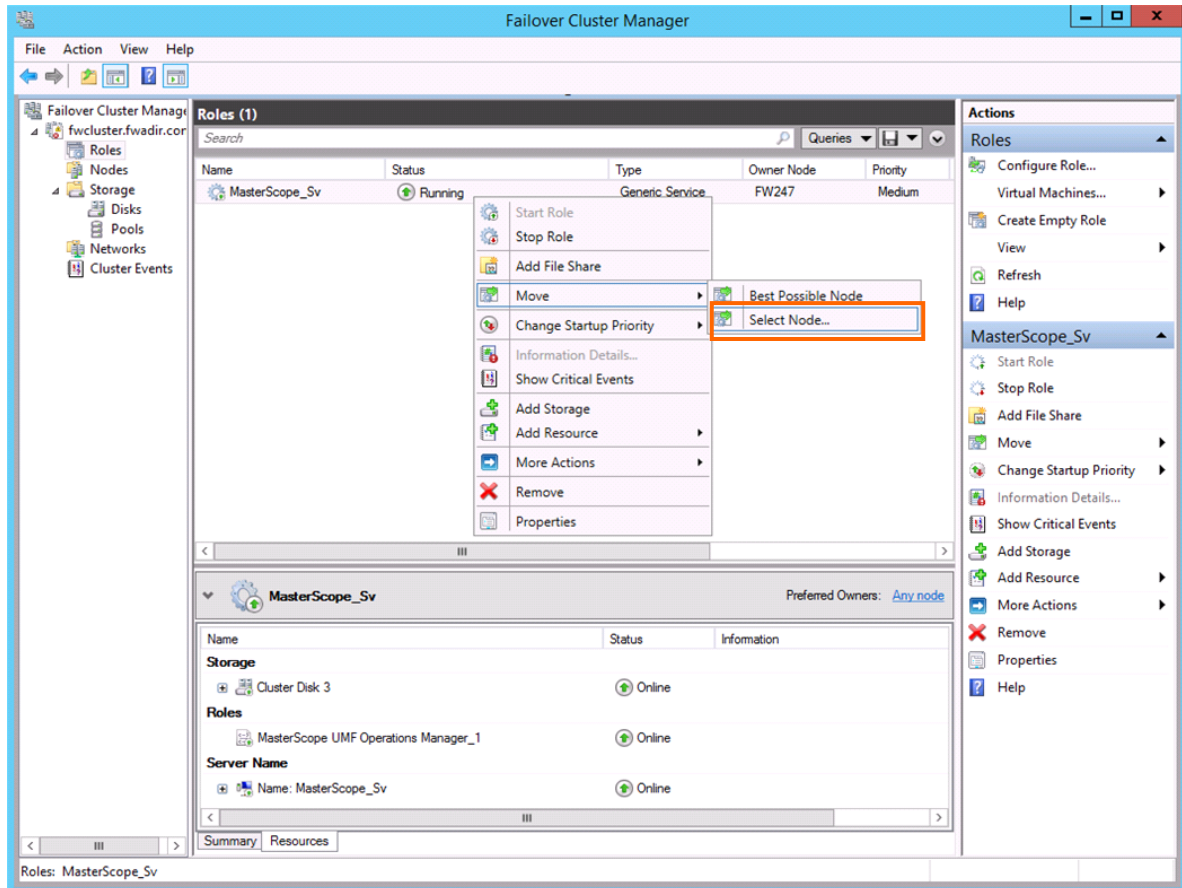 Failover Cluster Manager
File Action View Help
Failover Cluster Manage
fwcluster.fwadir.cor
Roles
Nodes
Storage
Disks
Pools
Networks
Cluster Events
Roles (1)
Search
Queries
Name Status Type Owner Node Priority
MasterScope_Sv Running Generic Service FW247 Medium
Start Role
Stop Role
Add File Share
Move
Change Startup Priority
Information Details...
Show Critical Events
Add Storage
Add Resource
More Actions
Remove
Properties
Best Possible Node
Select Node...
MasterScope_Sv Preferred Owners: Any node
Name Status Information
Storage
Cluster Disk 3 Online
Roles
MasterScope UMF Operations Manager_1 Online
Server Name
Name: MasterScope_Sv Online
Summary Resources
Actions
Roles
Configure Role...
Virtual Machines...
Create Empty Role
View
Refresh
Help
MasterScope_Sv
Start Role
Stop Role
Add File Share
Move
Change Startup Priority
Information Details...
Show Critical Events
Add Storage
Add Resource
More Actions
Remove
Properties
Help
Roles: MasterScope_Sv